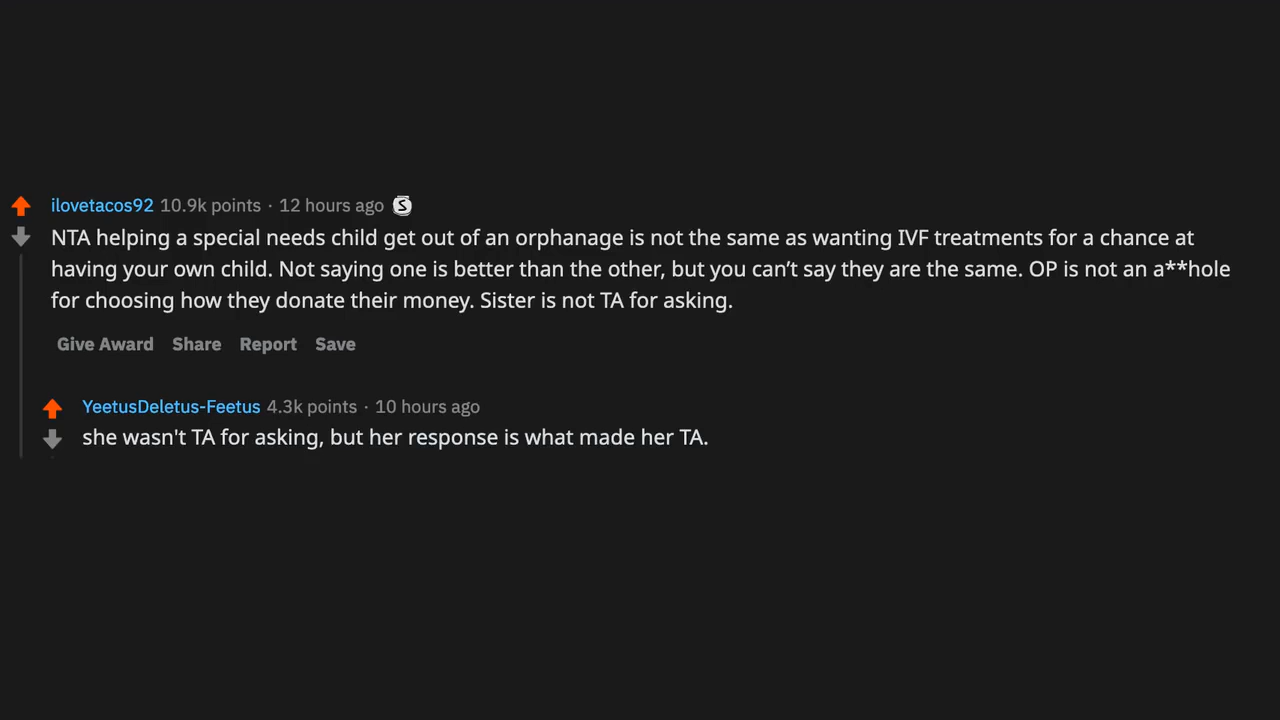 ilovetacos92 10.9k points · 12 hours ago S
NTA helping a special needs child get out of an orphanage is not the same as wanting IVF treatments for a chance at
having your own child. Not saying one is better than the other, but you can’t say they are the same. OP is not an a**hole
for choosing how they donate their money. Sister is not TA for asking.
Give Award Share Report Save
YeetusDeletus-Feetus 4.3k points · 10 hours ago
she wasn't TA for asking, but her response is what made her TA.